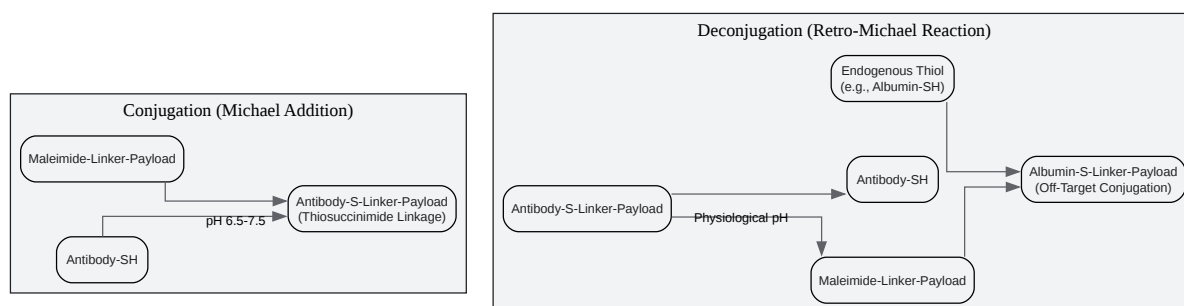 Conjugation (Michael Addition)
Maleimide-Linker-Payload
Antibody-S-Linker-Payload
(Thiosuccinimide Linkage)
pH 6.5-7.5
Antibody-SH
Deconjugation (Retro-Michael Reaction)
Endogenous Thiol
(e.g., Albumin-SH)
Antibody-SH
Albumin-S-Linker-Payload
(Off-Target Conjugation)
Antibody-S-Linker-Payload
Physiological pH
Maleimide-Linker-Payload